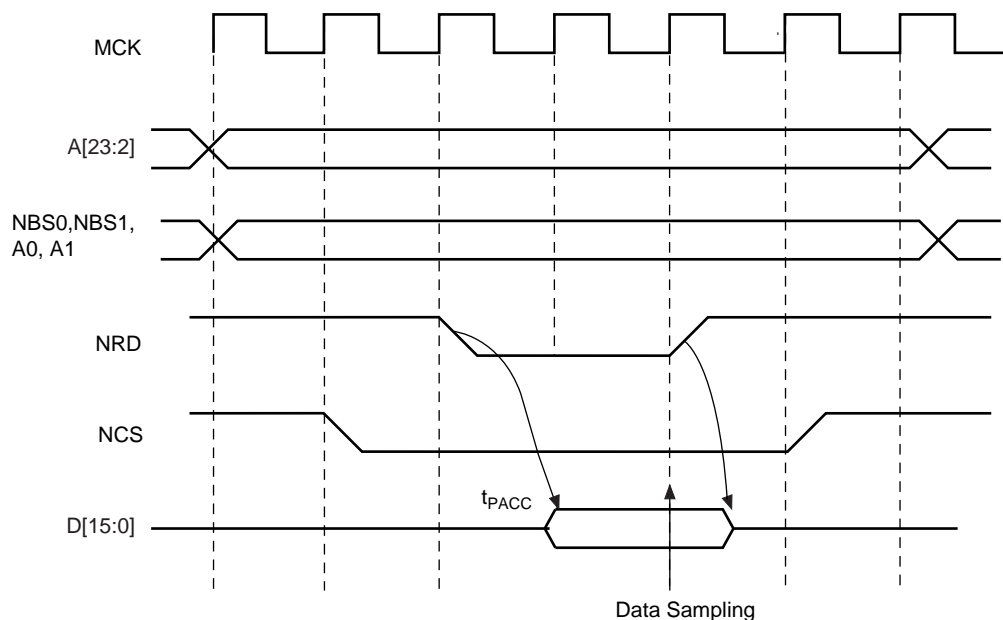 MCK
A[23:2]
NBS0,NBS1,
A0, A1
NRD
NCS
tPACC
D[15:0]
Data Sampling